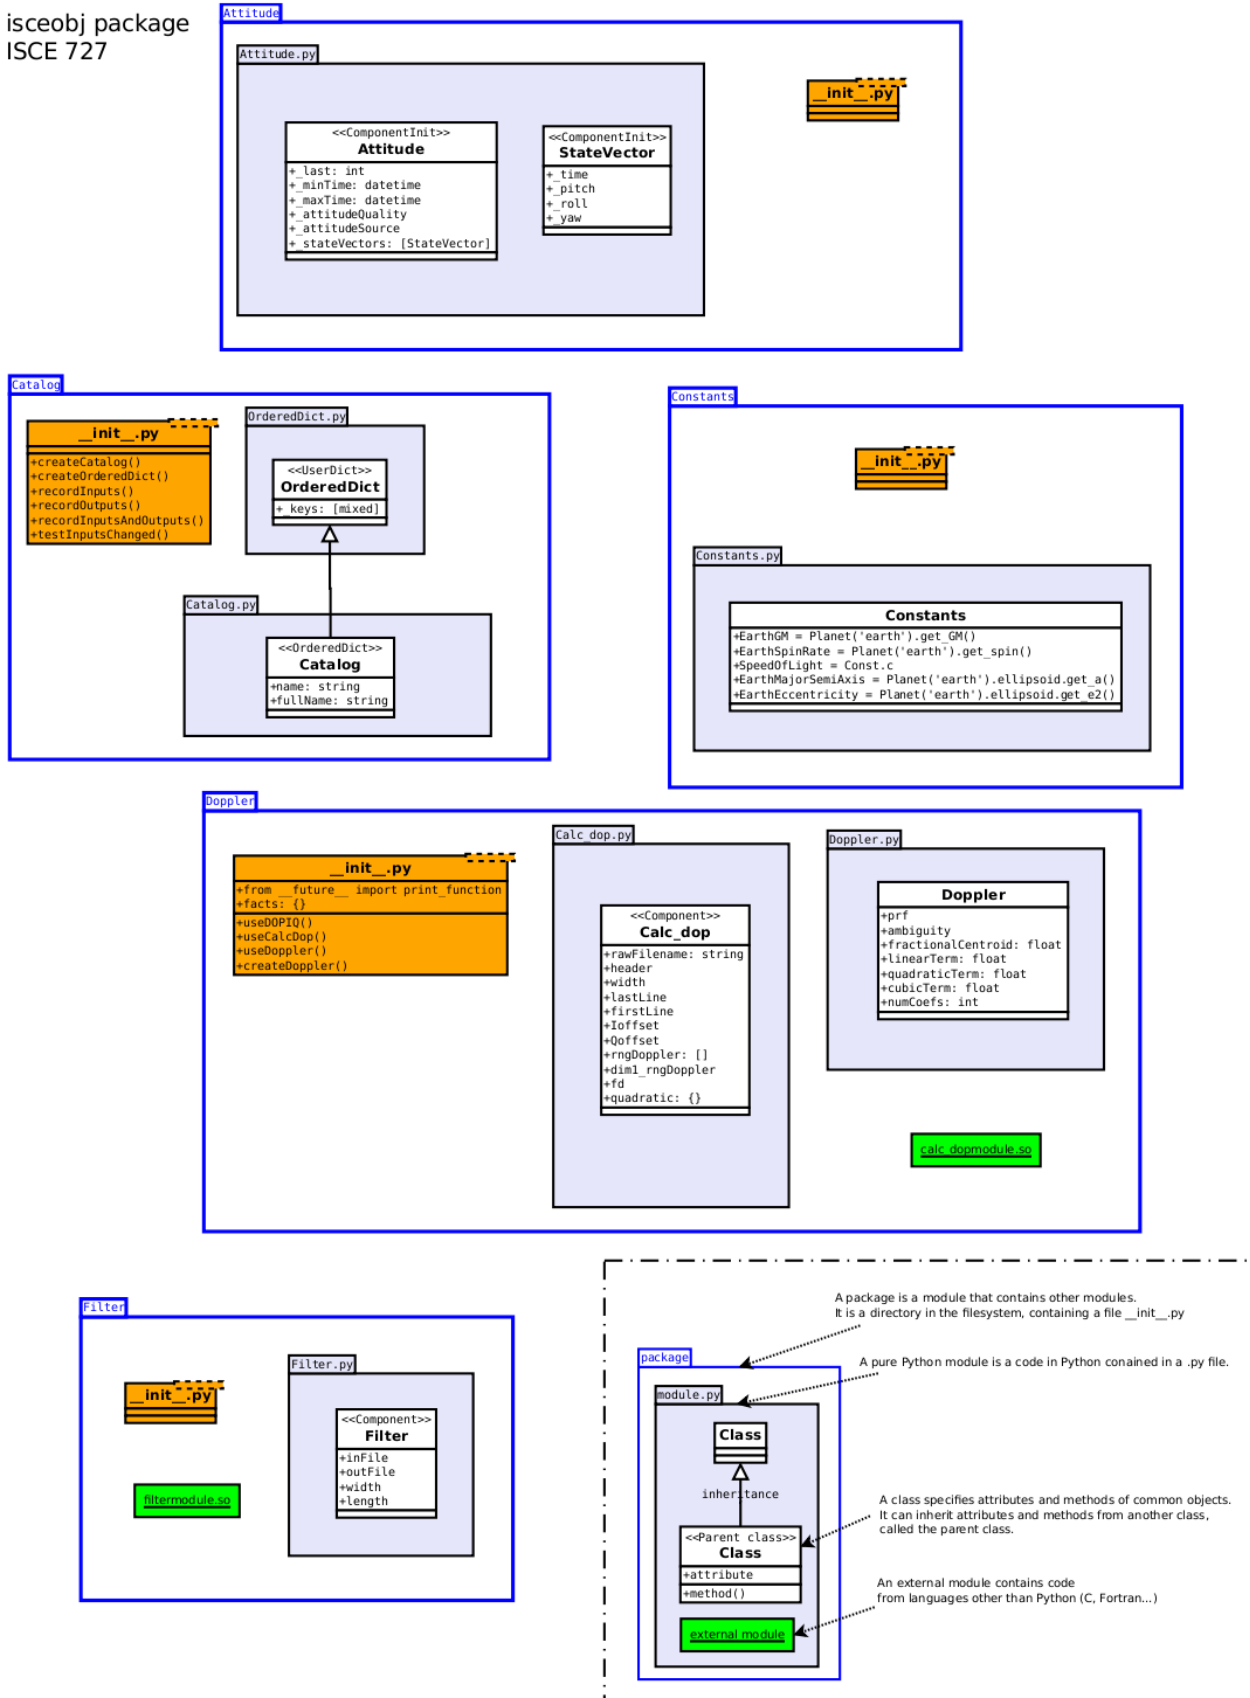 isceobj package
ISCE 727
Attitude
Attitude.py
<<ComponentInit>>
Attitude
+_last: int
+_minTime: datetime
+_maxTime: datetime
+_attitudeQuality
+_attitudeSource
+_stateVectors: [StateVector]
<<ComponentInit>>
StateVector
+_time
+_pitch
+_roll
+_yaw
__init__.py
Catalog
__init__.py
+createCatalog()
+createOrderedDict()
+recordInputs()
+recordOutputs()
+recordInputsAndOutputs()
+testInputsChanged()
OrderedDict.py
<<UserDict>>
OrderedDict
+_keys: [mixed]
Catalog.py
<<OrderedDict>>
Catalog
+name: string
+fullName: string
Constants
__init__.py
Constants.py
Constants
+EarthGM = Planet('earth').get_GM()
+EarthSpinRate = Planet('earth').get_spin()
+SpeedOfLight = Const.c
+EarthMajorSemiAxis = Planet('earth').ellipsoid.get_a()
+EarthEccentricity = Planet('earth').ellipsoid.get_e2()
Doppler
__init__.py
+from __future__ import print_function
+facts: {}
+useDOPIQ()
+useCalcDop()
+useDoppler()
+createDoppler()
Calc_dop.py
<<Component>>
Calc_dop
+rawFilename: string
+header
+width
+lastLine
+firstLine
+Ioffset
+Qoffset
+rngDoppler: []
+dim1_rngDoppler
+fd
+quadratic: {}
Doppler.py
Doppler
+prf
+ambiguity
+fractionalCentroid: float
+linearTerm: float
+quadraticTerm: float
+cubicTerm: float
+numCoefs: int
calc_dopmodule.so
Filter
__init__.py
filtermodule.so
Filter.py
<<Component>>
Filter
+inFile
+outFile
+width
+length
A package is a module that contains other modules.
It is a directory in the filesystem, containing a file __init__.py
package
A pure Python module is a code in Python conained in a .py file.
module.py
Class
inheritance
<<Parent class>>
Class
+attribute
+method()
external module
A class specifies attributes and methods of common objects.
It can inherit attributes and methods from another class,
called the parent class.
An external module contains code
from languages other than Python (C, Fortran...)